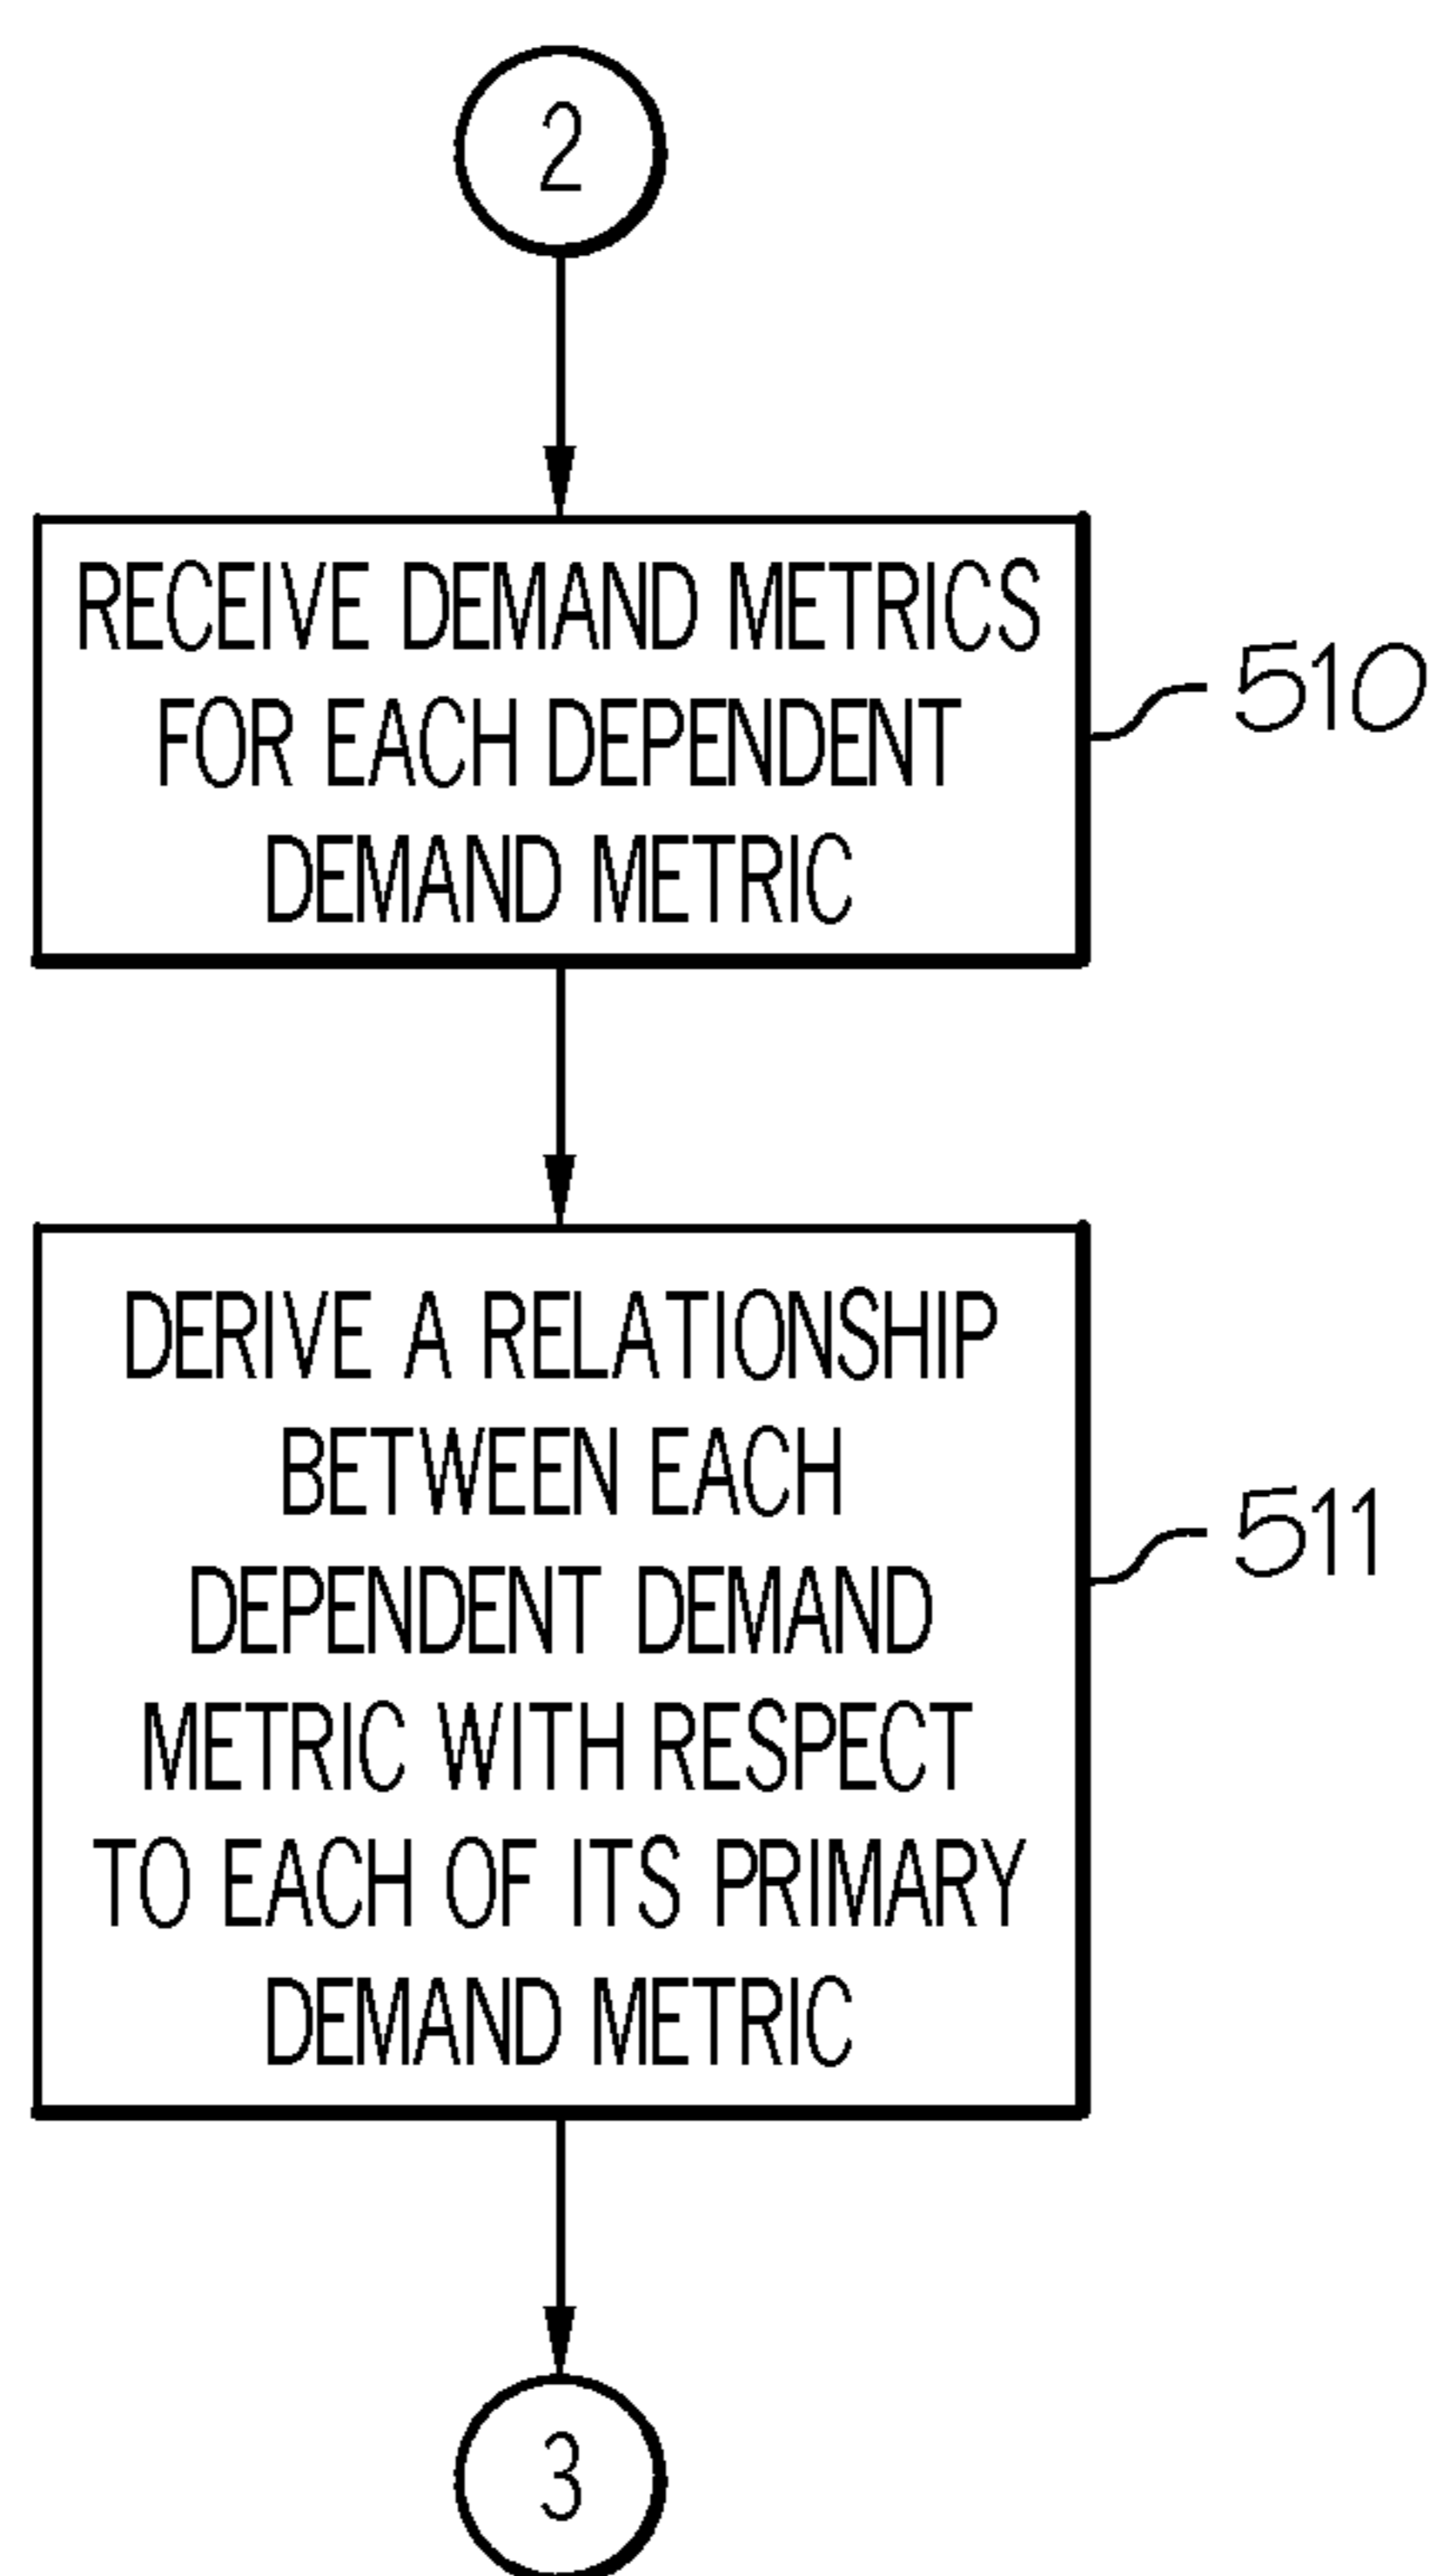 2
RECEIVE DEMAND METRICS
FOR EACH DEPENDENT
DEMAND METRIC
510
DERIVE A RELATIONSHIP
BETWEEN EACH
DEPENDENT DEMAND
METRIC WITH RESPECT
TO EACH OF ITS PRIMARY
DEMAND METRIC
511
3